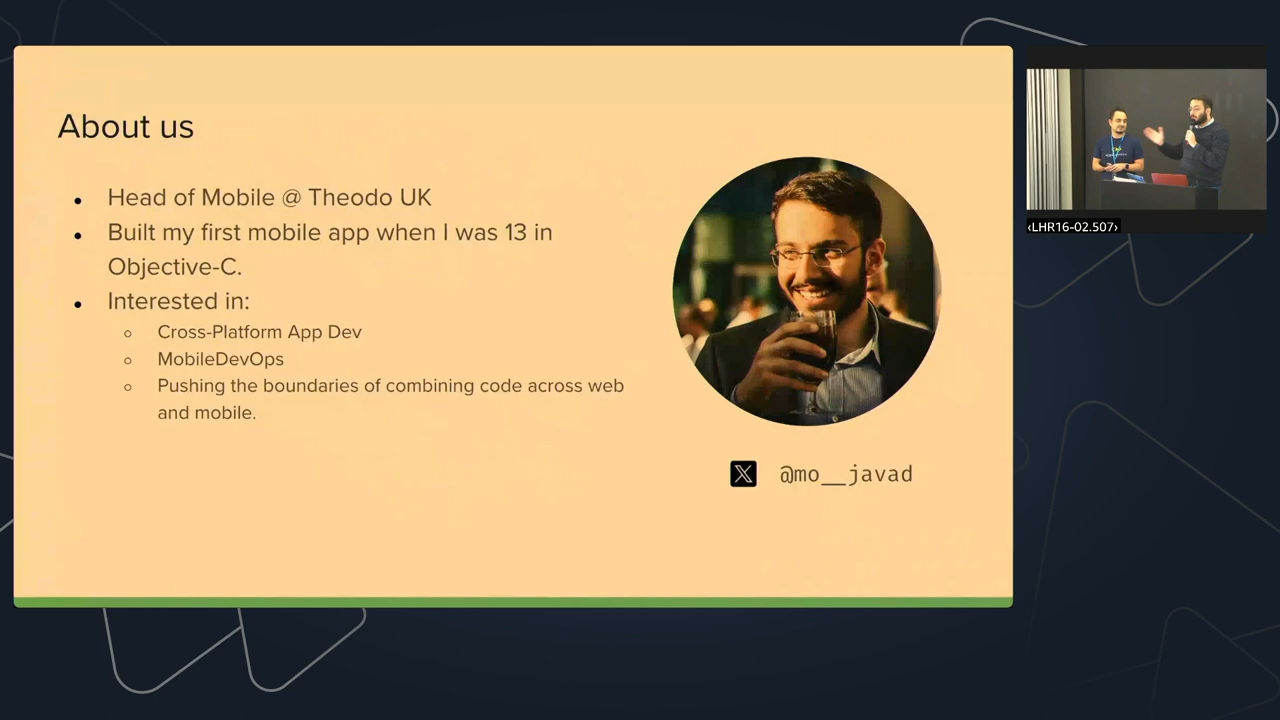 About us
Head of Mobile @ Theodo UK
Built my first mobile app when I was 13 in
Objective-C.
Interested in:
Cross-Platform App Dev
MobileDevOps
Pushing the boundaries of combining code across web
and mobile.
@mo__javad
‹LHR16-02.507›